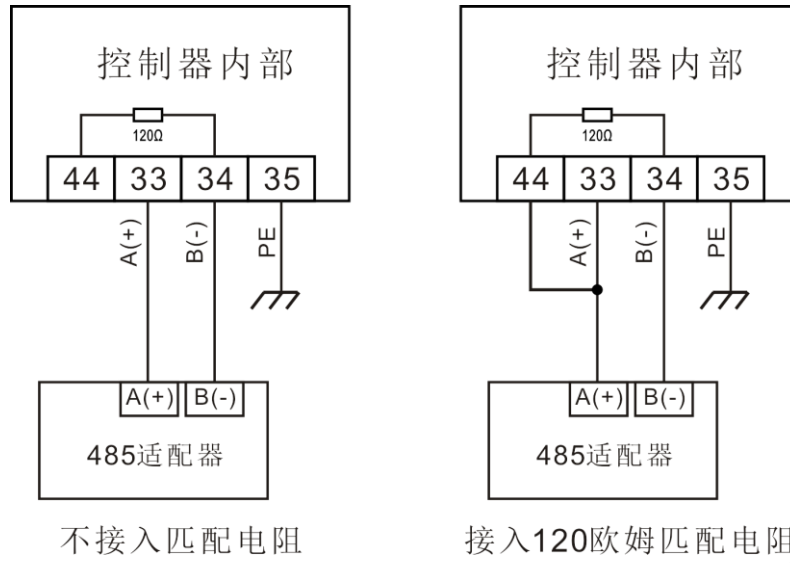 控制器内部
120Ω
44 33 34 35
A(+) B(-) PE
A(+) B(-)
485适配器
不接入匹配电阻
控制器内部
120Ω
44 33 34 35
A(+) B(-) PE
A(+) B(-)
485适配器
接入120欧姆匹配电阻